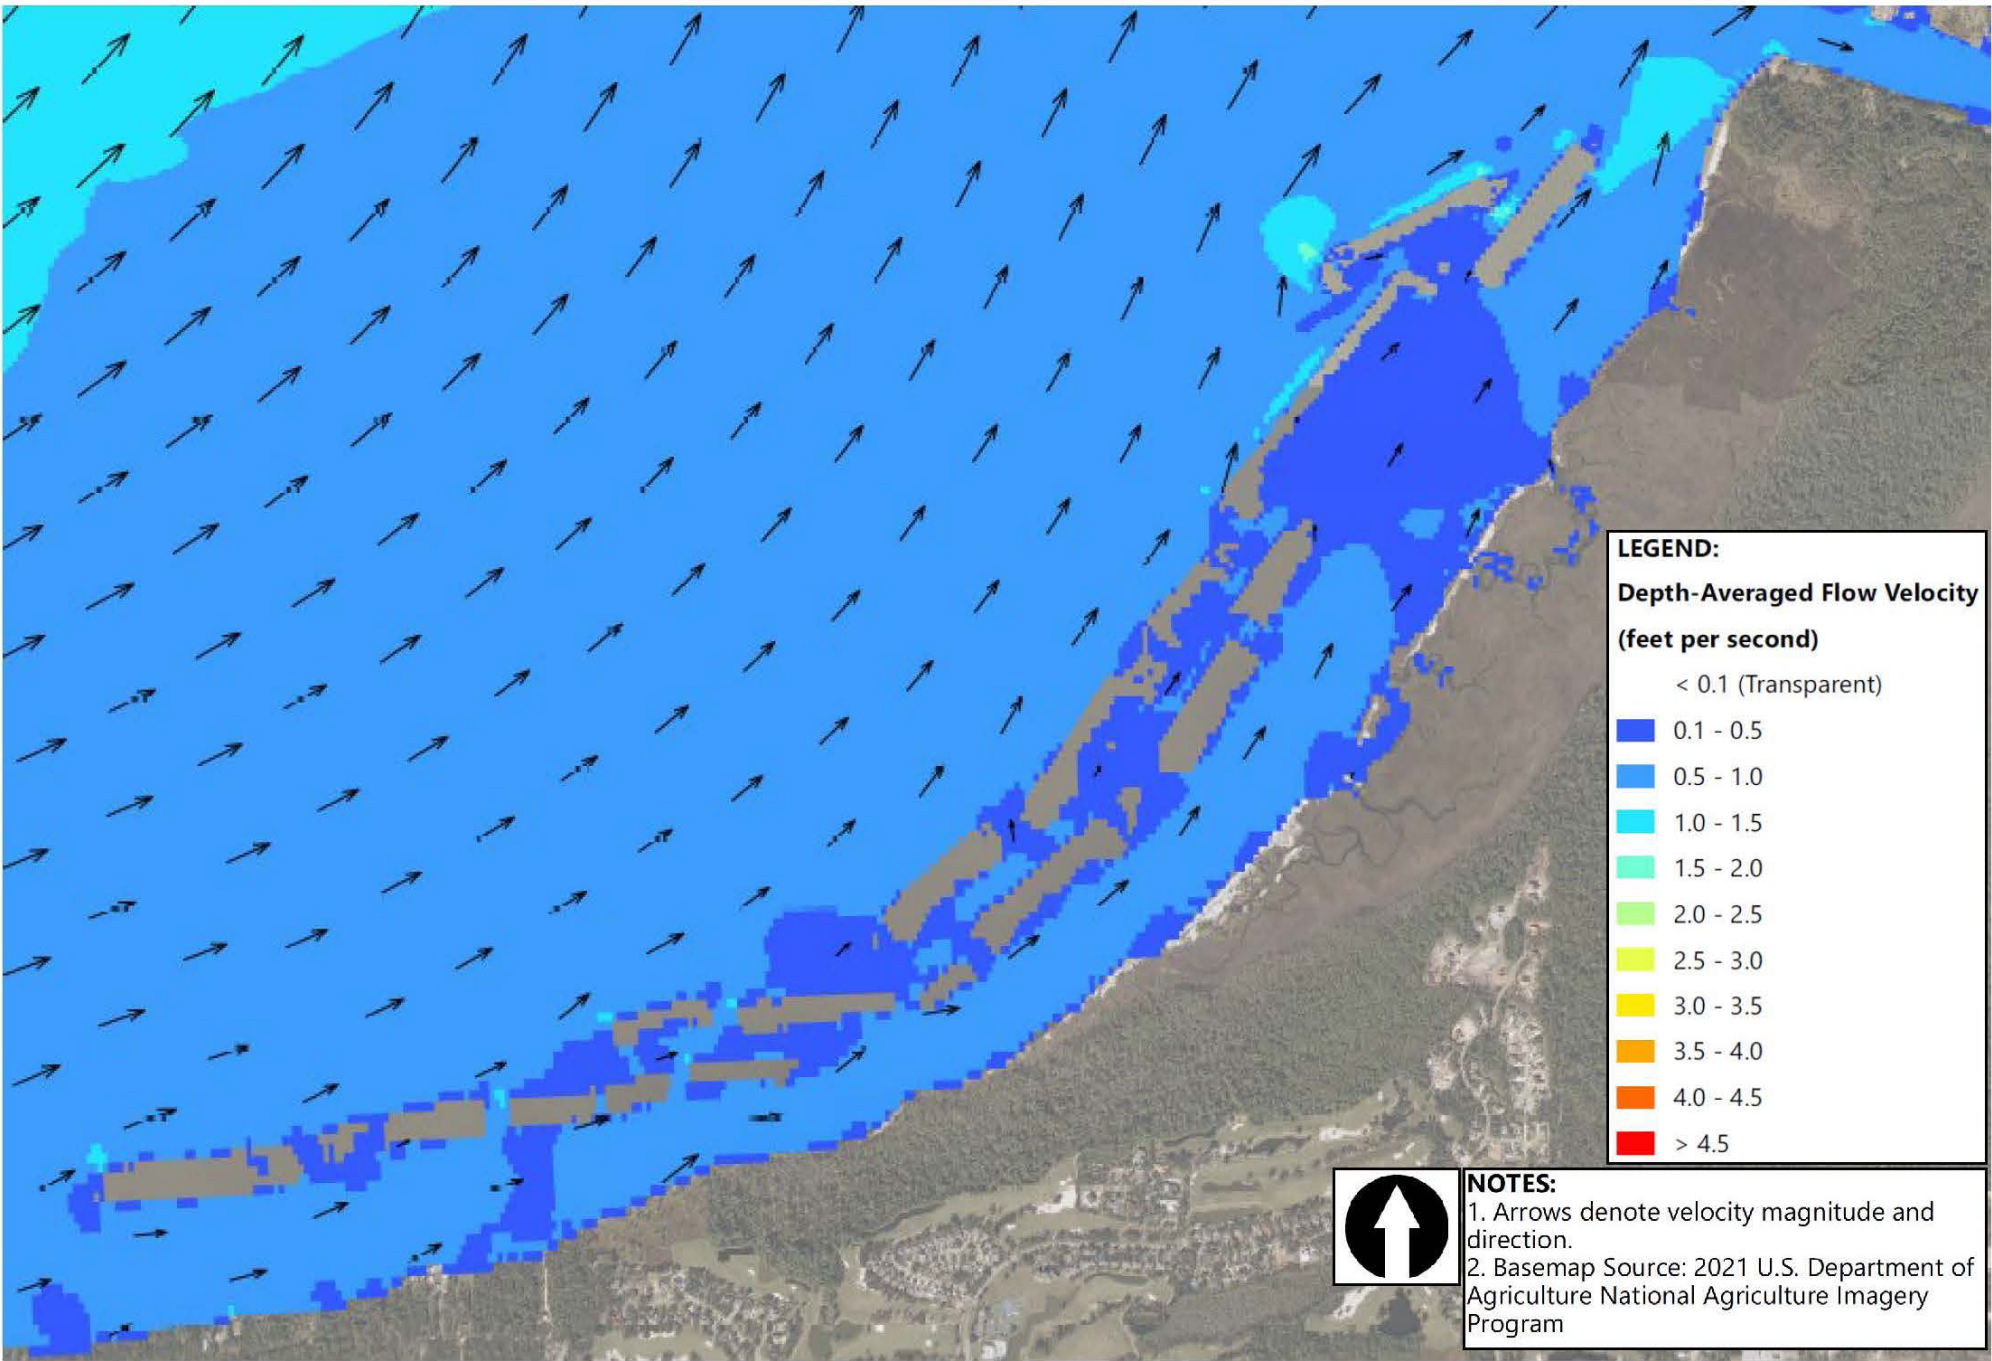 LEGEND:
Depth-Averaged Flow Velocity
(feet per second)
< 0.1 (Transparent)
0.1 - 0.5
0.5 - 1.0
1.0 - 1.5
1.5 - 2.0
2.0 - 2.5
2.5 - 3.0
3.0 - 3.5
3.5 - 4.0
4.0 - 4.5
> 4.5
NOTES:
1. Arrows denote velocity magnitude and
direction.
2. Basemap Source: 2021 U.S. Department of
Agriculture National Agriculture Imagery
Program